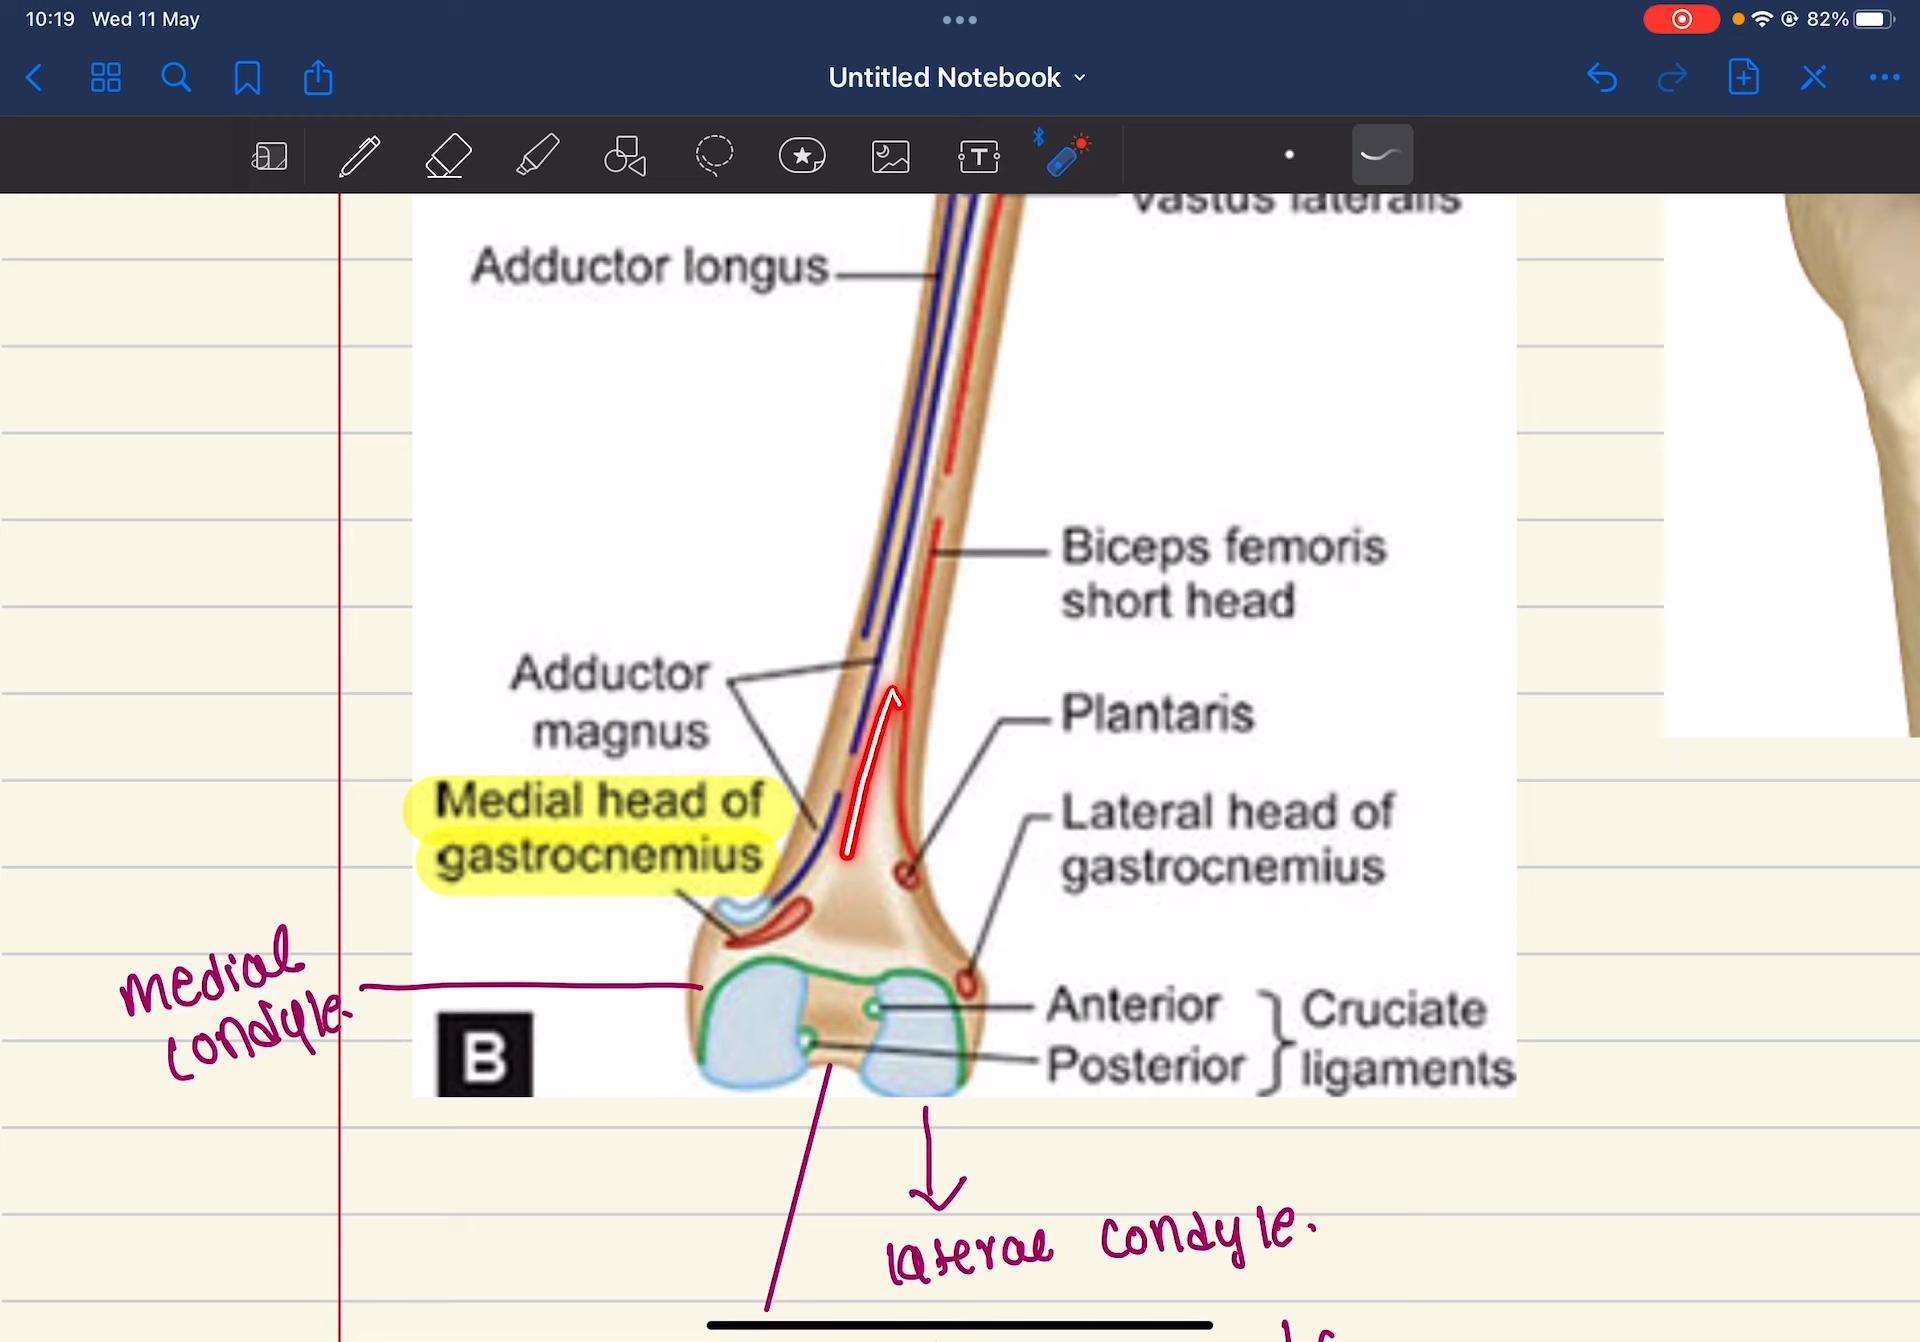 10:19 Wed 11 May
82%
Untitled Notebook
T
Vastus lateralis
Adductor longus
Biceps femoris
short head
Adductor
magnus
Plantaris
Medial head of
gastrocnemius
Lateral head of
gastrocnemius
medial
condyle.
Anterior
Posterior
Cruciate
ligaments
B
lateral condyle.